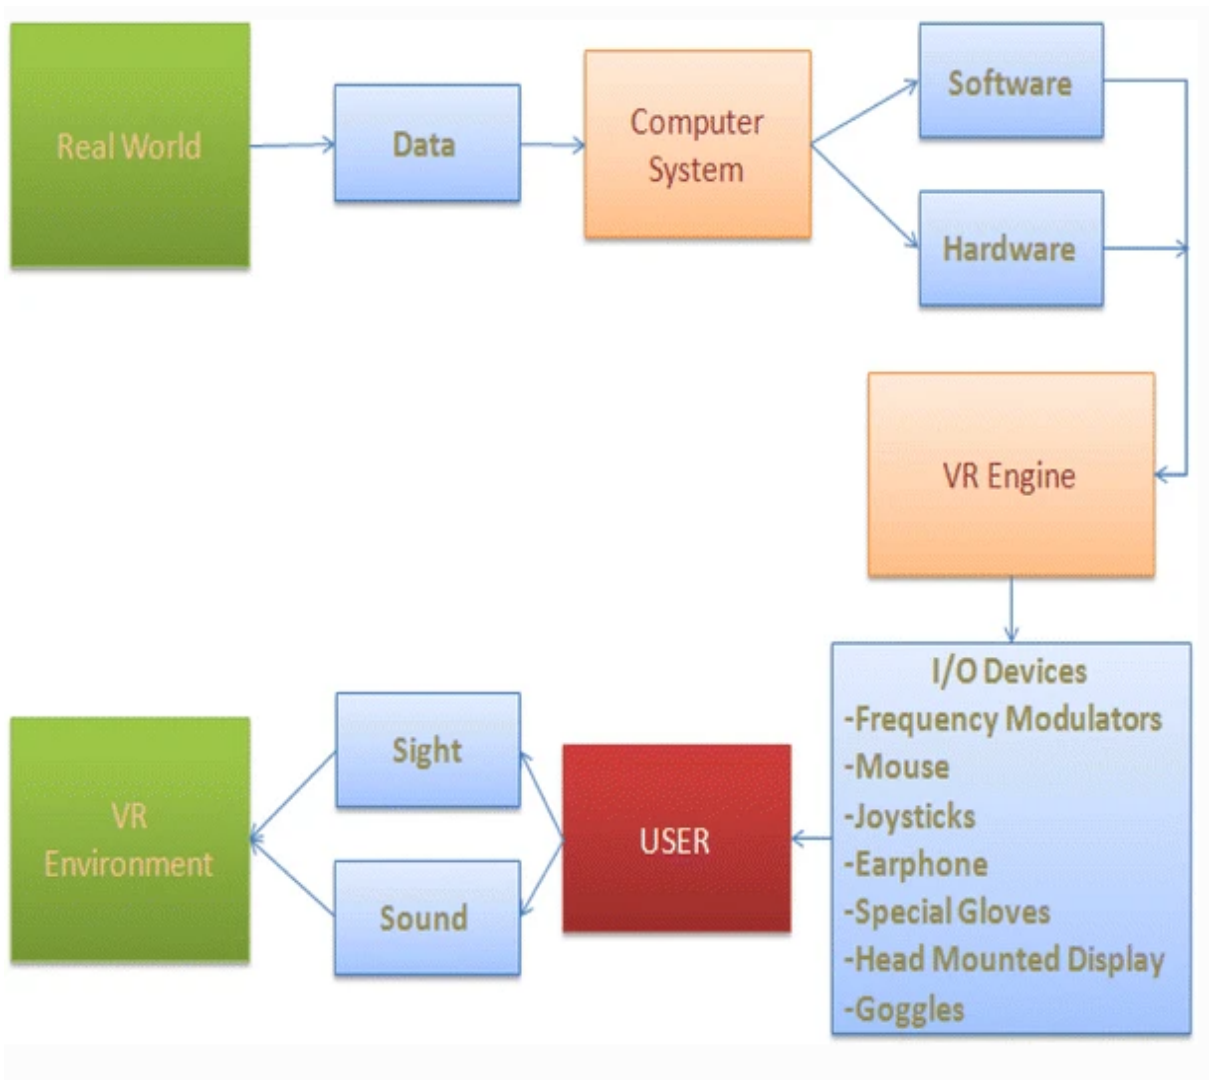 Real World
Data
Computer
System
Software
Hardware
VR Engine
I/O Devices
-Frequency Modulators
-Mouse
-Joysticks
-Earphone
-Special Gloves
-Head Mounted Display
-Goggles
USER
Sight
Sound
VR
Environment